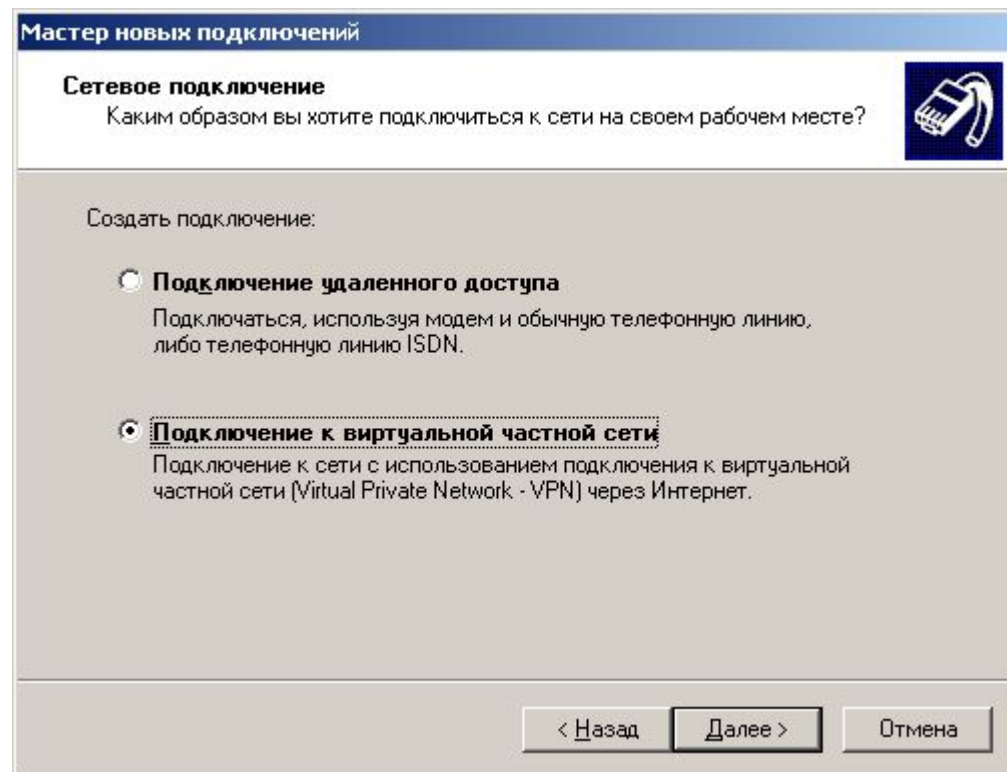 Мастер новых подключений
Сетевое подключение
Каким образом вы хотите подключиться к сети на своем рабочем месте?
Создать подключение:
Подключение удаленного доступа
Подключаться, используя модем и обычную телефонную линию,
либо телефонную линию ISDN.
Подключение к виртуальной частной сети
Подключение к сети с использованием подключения к виртуальной
частной сети (Virtual Private Network - VPN) через Интернет.
< Назад Далее > Отмена